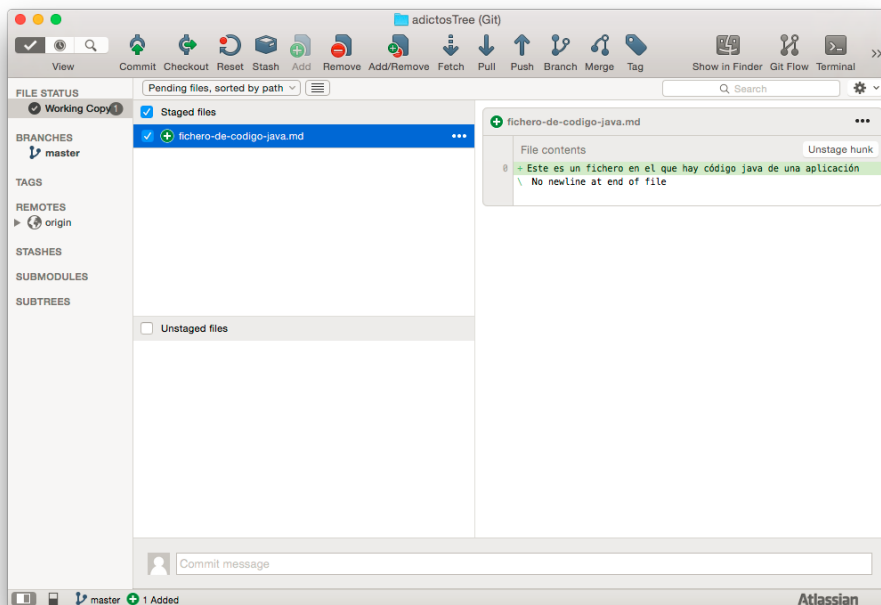 adictosTree (Git)
View
Commit
Checkout
Reset
Stash
Add
Remove
Add/Remove
Fetch
Pull
Push
Branch
Merge
Tag
Show in Finder
Git Flow
Terminal
FILE STATUS
Working Copy 1
BRANCHES
master
TAGS
REMOTES
origin
STASHES
SUBMODULES
SUBTREES
Pending files, sorted by path
Search
Staged files
fichero-de-codigo-java.md
Unstaged files
fichero-de-codigo-java.md
File contents
Unstage hunk
0 + Este es un fichero en el que hay código java de una aplicación
\ No newline at end of file
Commit message
master
1 Added
Atlassian